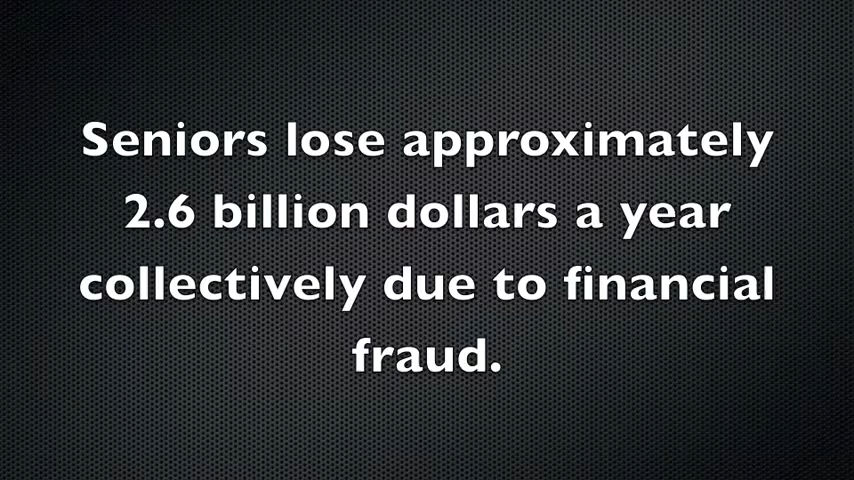 Seniors lose approximately
2.6 billion dollars a year
collectively due to financial
fraud.